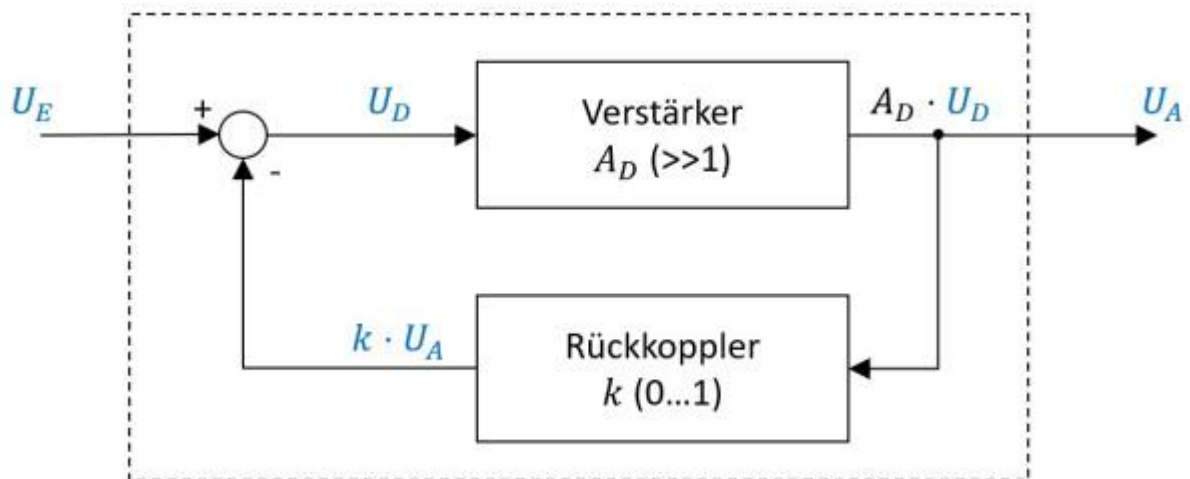 U_E
+
U_D
Verstärker
A_D (>>1)
A_D · U_D
U_A
-
k · U_A
Rückkoppler
k (0...1)